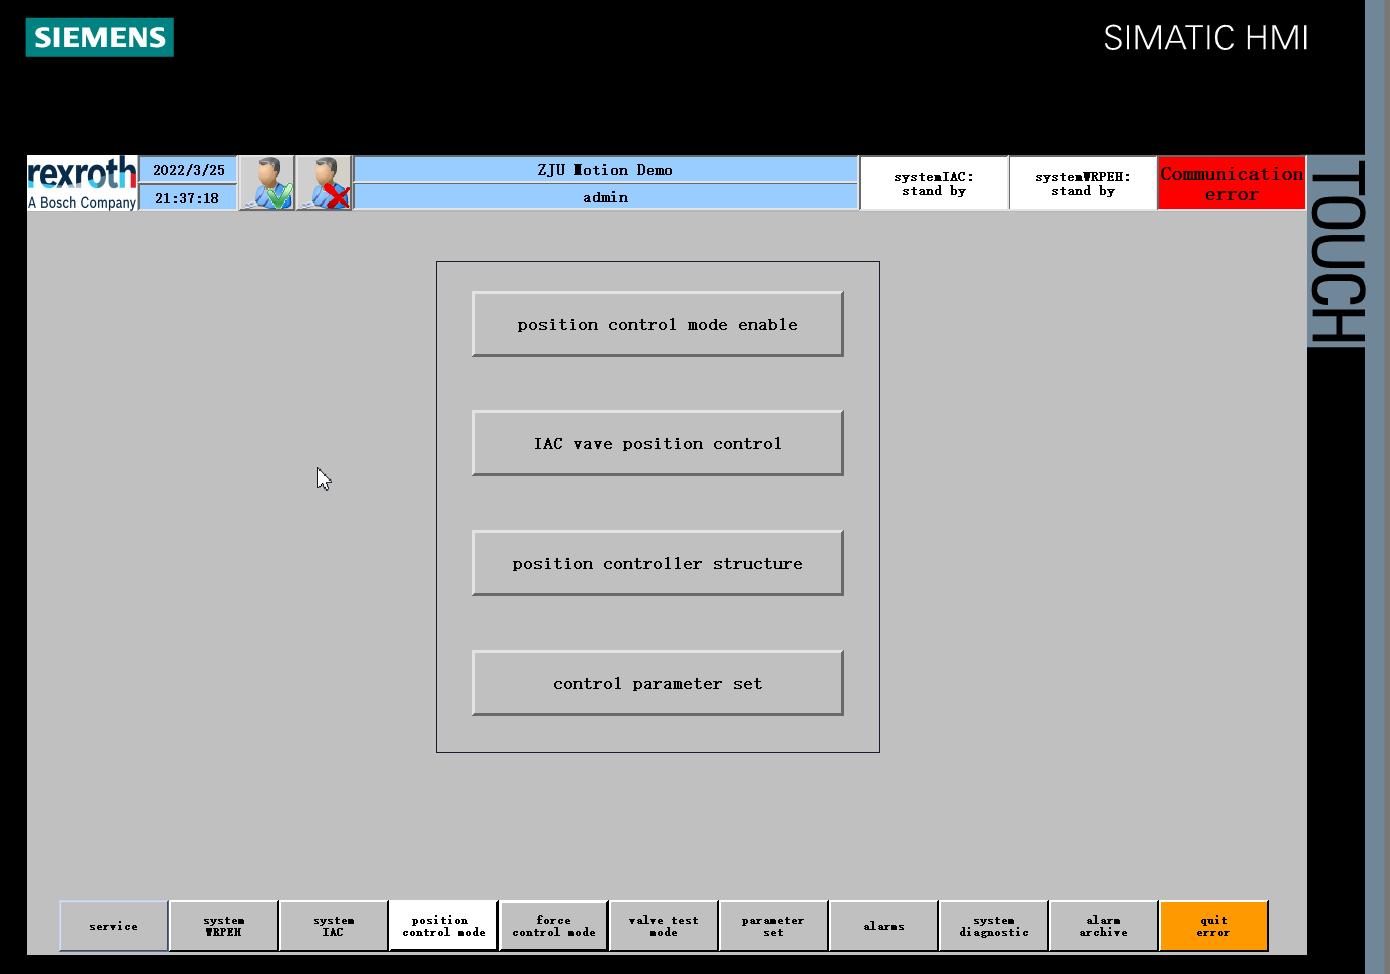 SIEMENS
SIMATIC HMI
TOUCH
rexroth
A Bosch Company
2022/3/25
21:37:18
ZJU Motion Demo
admin
systemIAC:
stand by
systemWRPEH:
stand by
Communication
error
position control mode enable
IAC vave position control
position controller structure
control parameter set
service
system
WRPEH
system
IAC
position
control mode
force
control mode
valve test
mode
parameter
set
alarms
system
diagnostic
alarm
archive
quit
error